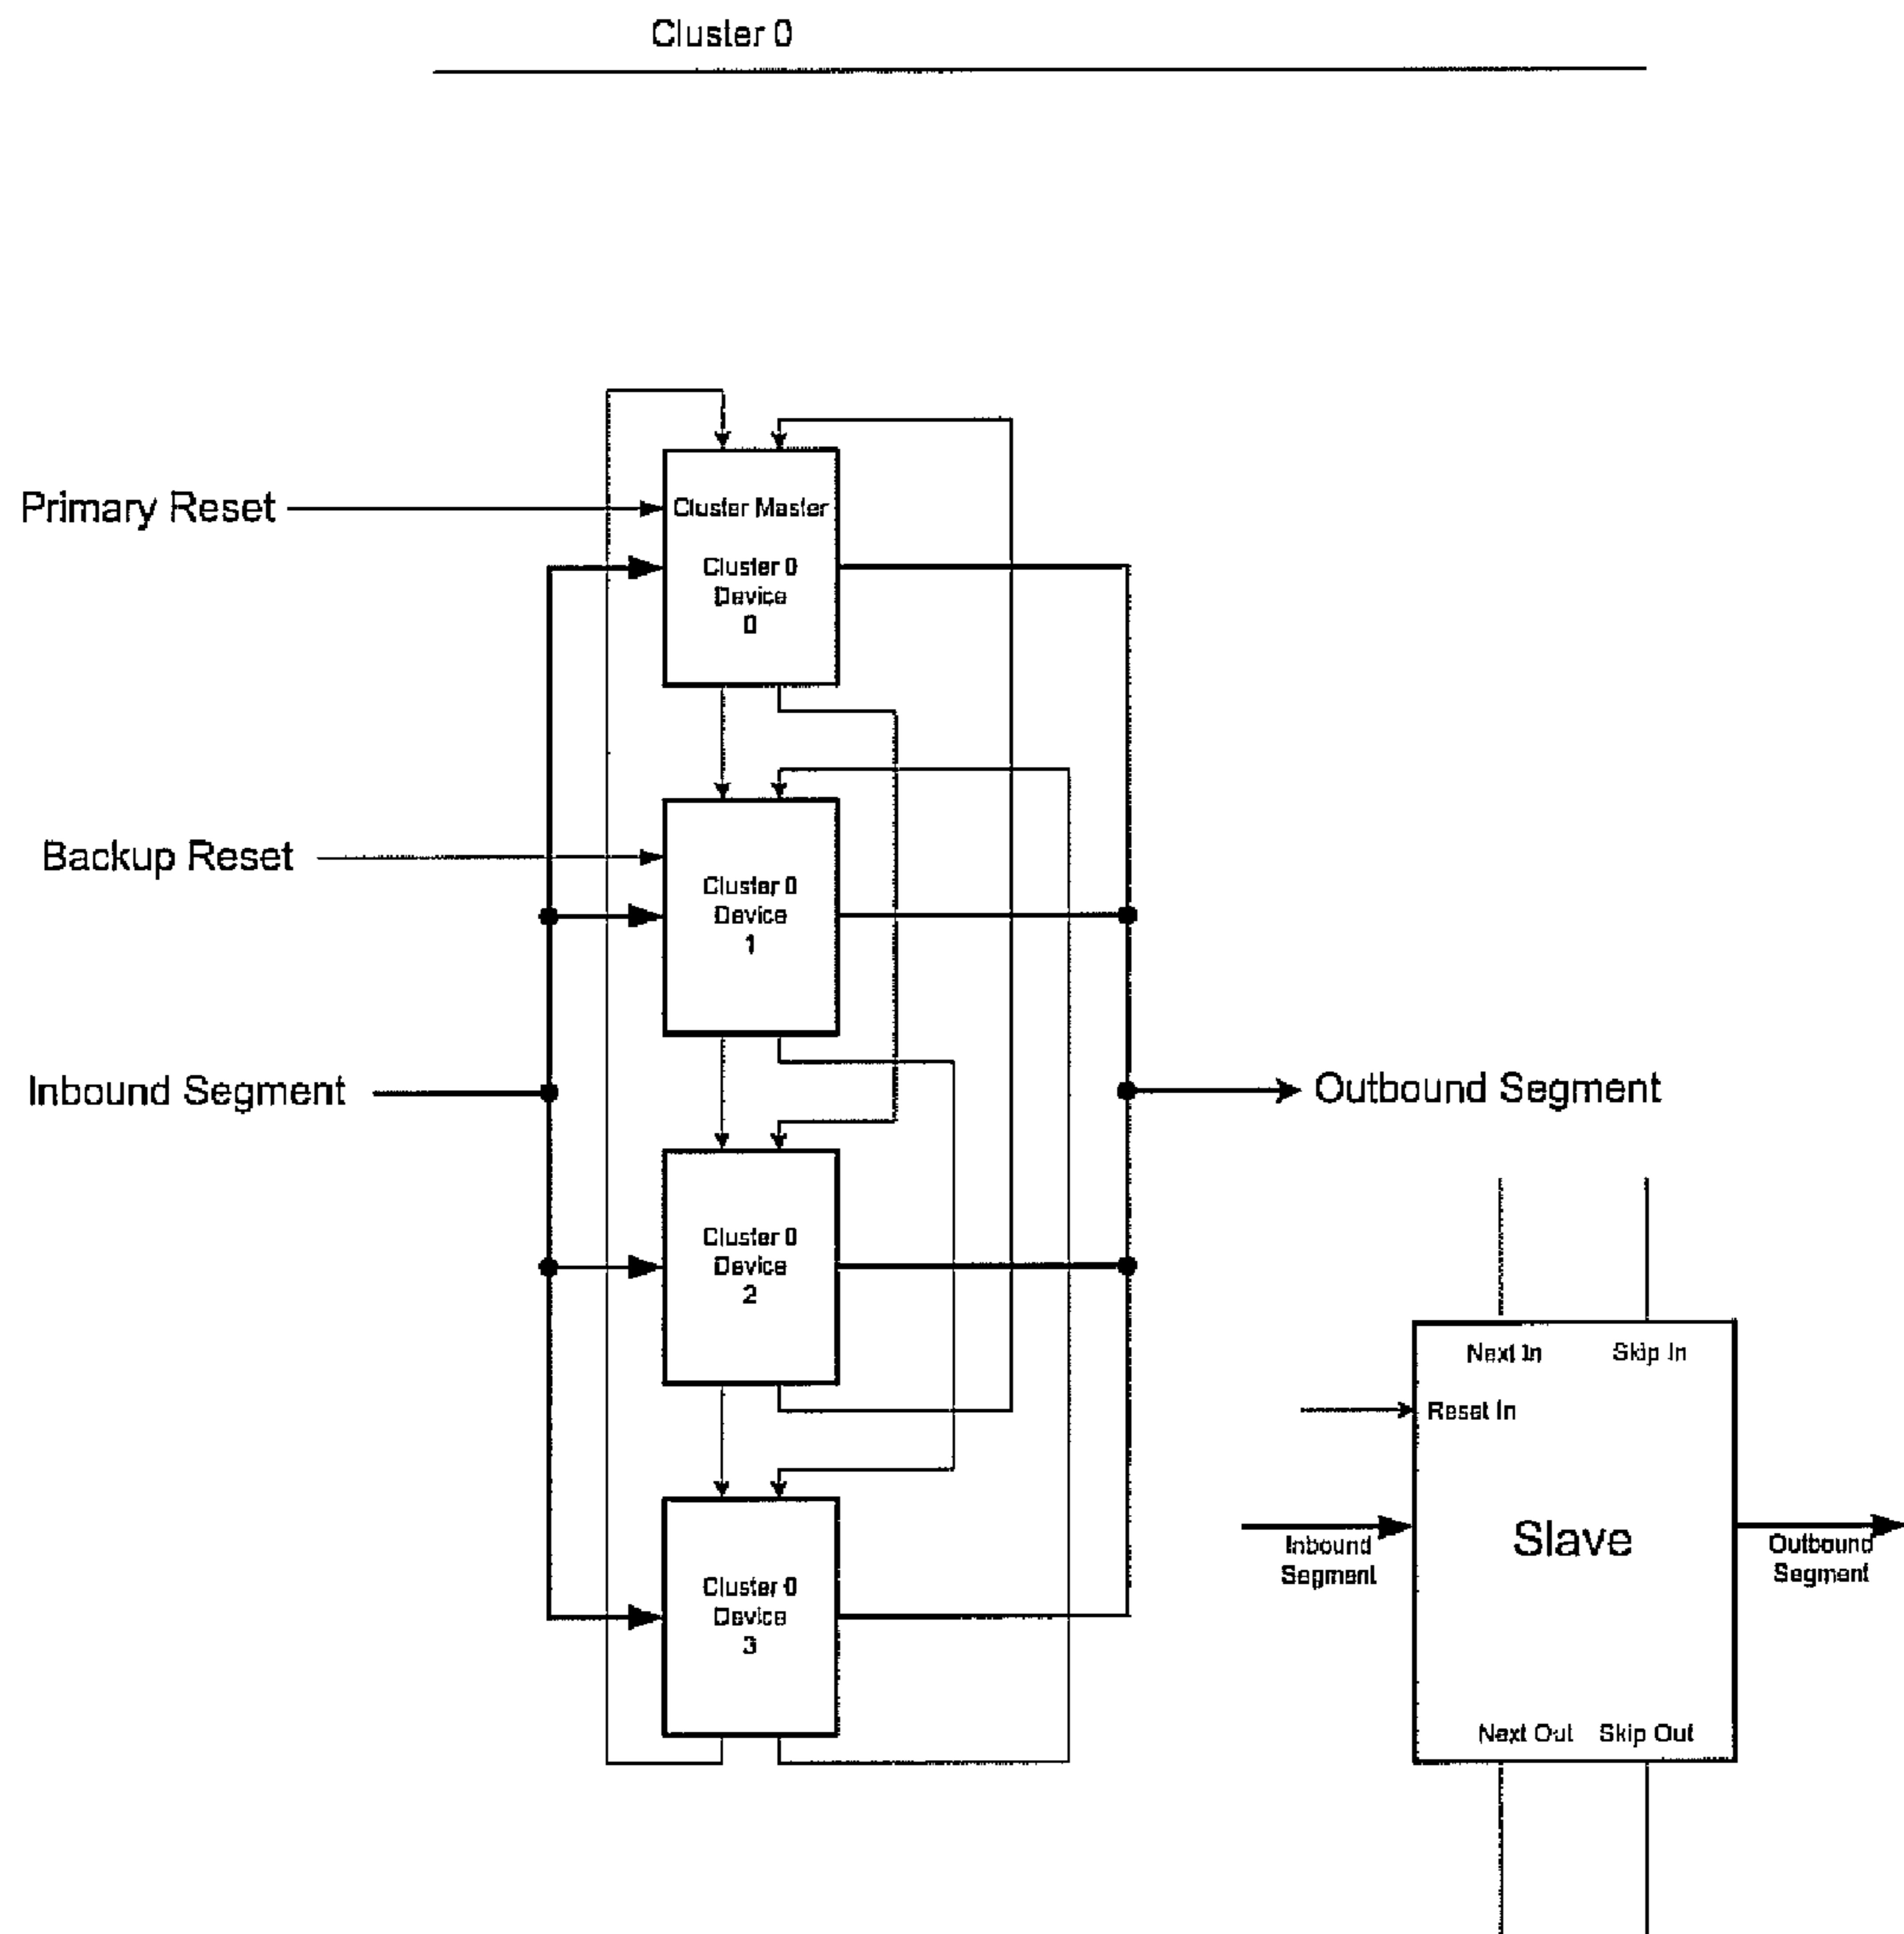 Cluster 0
Primary Reset
Cluster Master
Cluster 0
Device
0
Backup Reset
Cluster 0
Device
1
Inbound Segment
Outbound Segment
Cluster 0
Device
2
Cluster 0
Device
3
Next In
Skip In
Reset In
Slave
Inbound
Segment
Outbound
Segment
Next Out
Skip Out